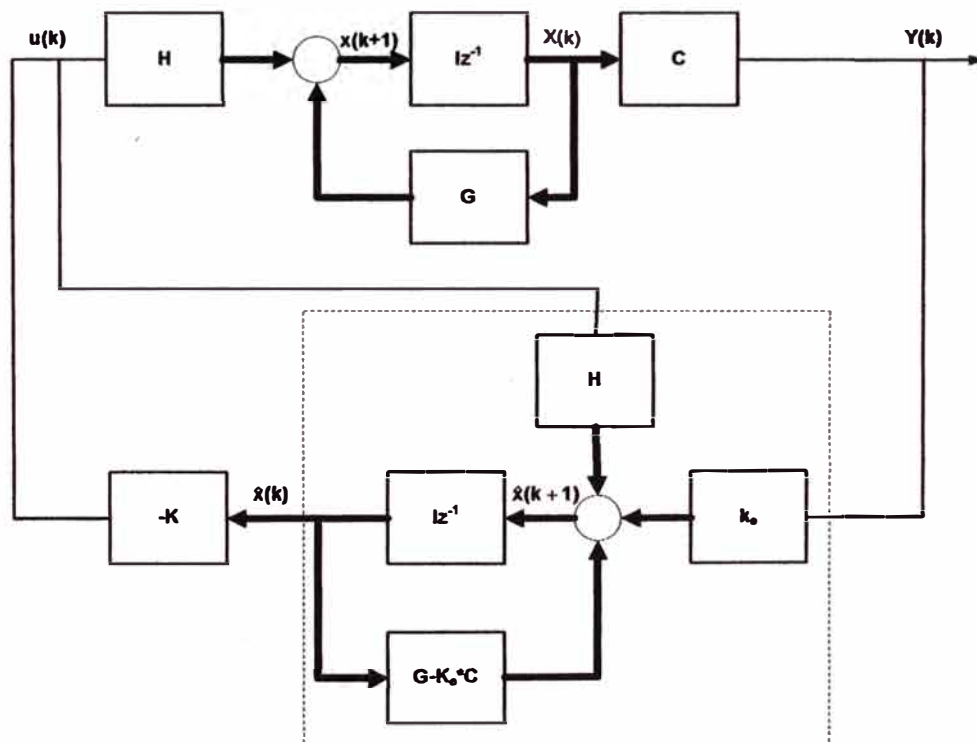 u(k)
H
x(k+1)
Iz⁻¹
X(k)
C
Y(k)
G
H
-K
x̂(k)
Iz⁻¹
x̂(k + 1)
kₑ
G-Kₑ*C